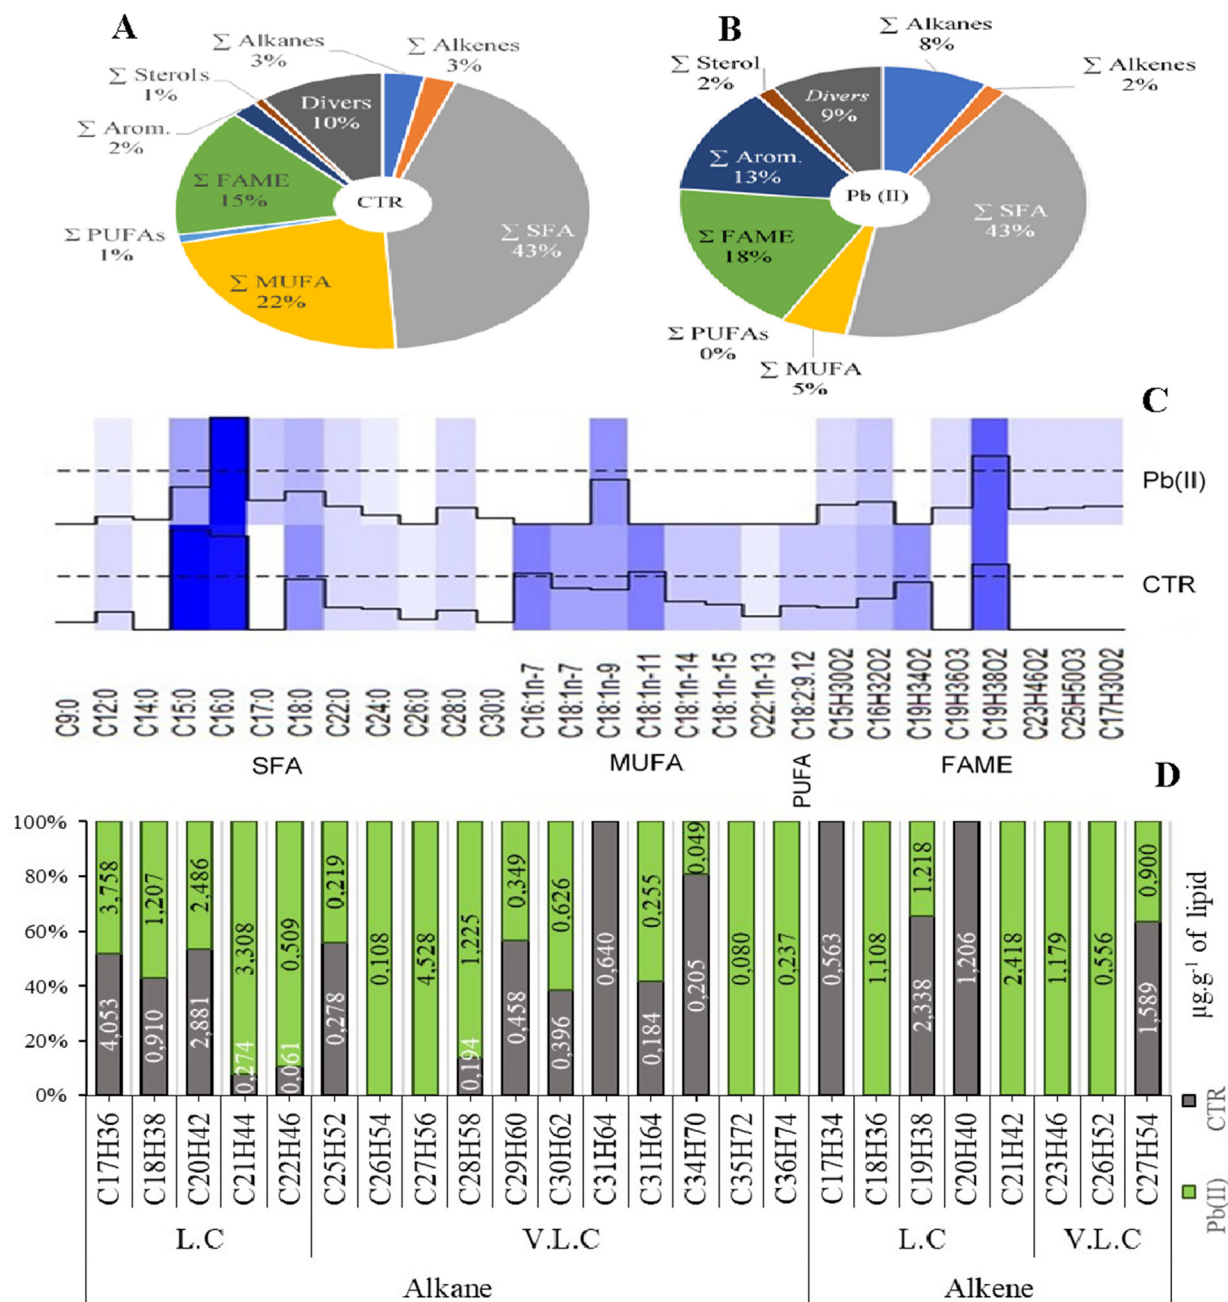 A
B
∑ Alkanes
3%
∑ Alkenes
3%
∑ Sterols
1%
∑ Arom.
2%
Divers
10%
∑ FAME
15%
CTR
∑ SFA
43%
∑ PUFAs
1%
∑ MUFA
22%
∑ Alkanes
8%
∑ Sterol
2%
∑ Alkenes
2%
Divers
9%
∑ Arom.
13%
Pb (II)
∑ SFA
43%
∑ FAME
18%
∑ PUFAs
0%
∑ MUFA
5%
C
Pb(II)
CTR
C9:0
C12:0
C14:0
C15:0
C16:0
C17:0
C18:0
C22:0
C24:0
C26:0
C28:0
C30:0
C16:1n-7
C18:1n-7
C18:1n-9
C18:1n-11
C18:1n-14
C18:1n-15
C22:1n-13
C18:2:9.12
C15H30O2
C16H32O2
C19H34O2
C19H36O3
C19H38O2
C23H46O2
C25H50O3
C17H30O2
SFA
MUFA
PUFA
FAME
D
100%
80%
60%
40%
20%
0%
3,758
1,207
2,486
3,308
0,509
0,219
0,108
4,528
1,225
0,349
0,626
0,640
0,255
0,049
0,080
0,237
0,563
1,108
1,218
1,206
2,418
1,179
0,556
0,900
4,053
0,910
2,881
0,274
0,061
0,278
0,194
0,458
0,396
0,184
0,205
2,338
1,589
µg.g⁻¹ of lipid
C17H36
C18H38
C20H42
C21H44
C22H46
C25H52
C26H54
C27H56
C28H58
C29H60
C30H62
C31H64
C31H64
C34H70
C35H72
C36H74
C17H34
C18H36
C19H38
C20H40
C21H42
C23H46
C26H52
C27H54
L.C
V.L.C
L.C
V.L.C
Alkane
Alkene
CTR
Pb(II)